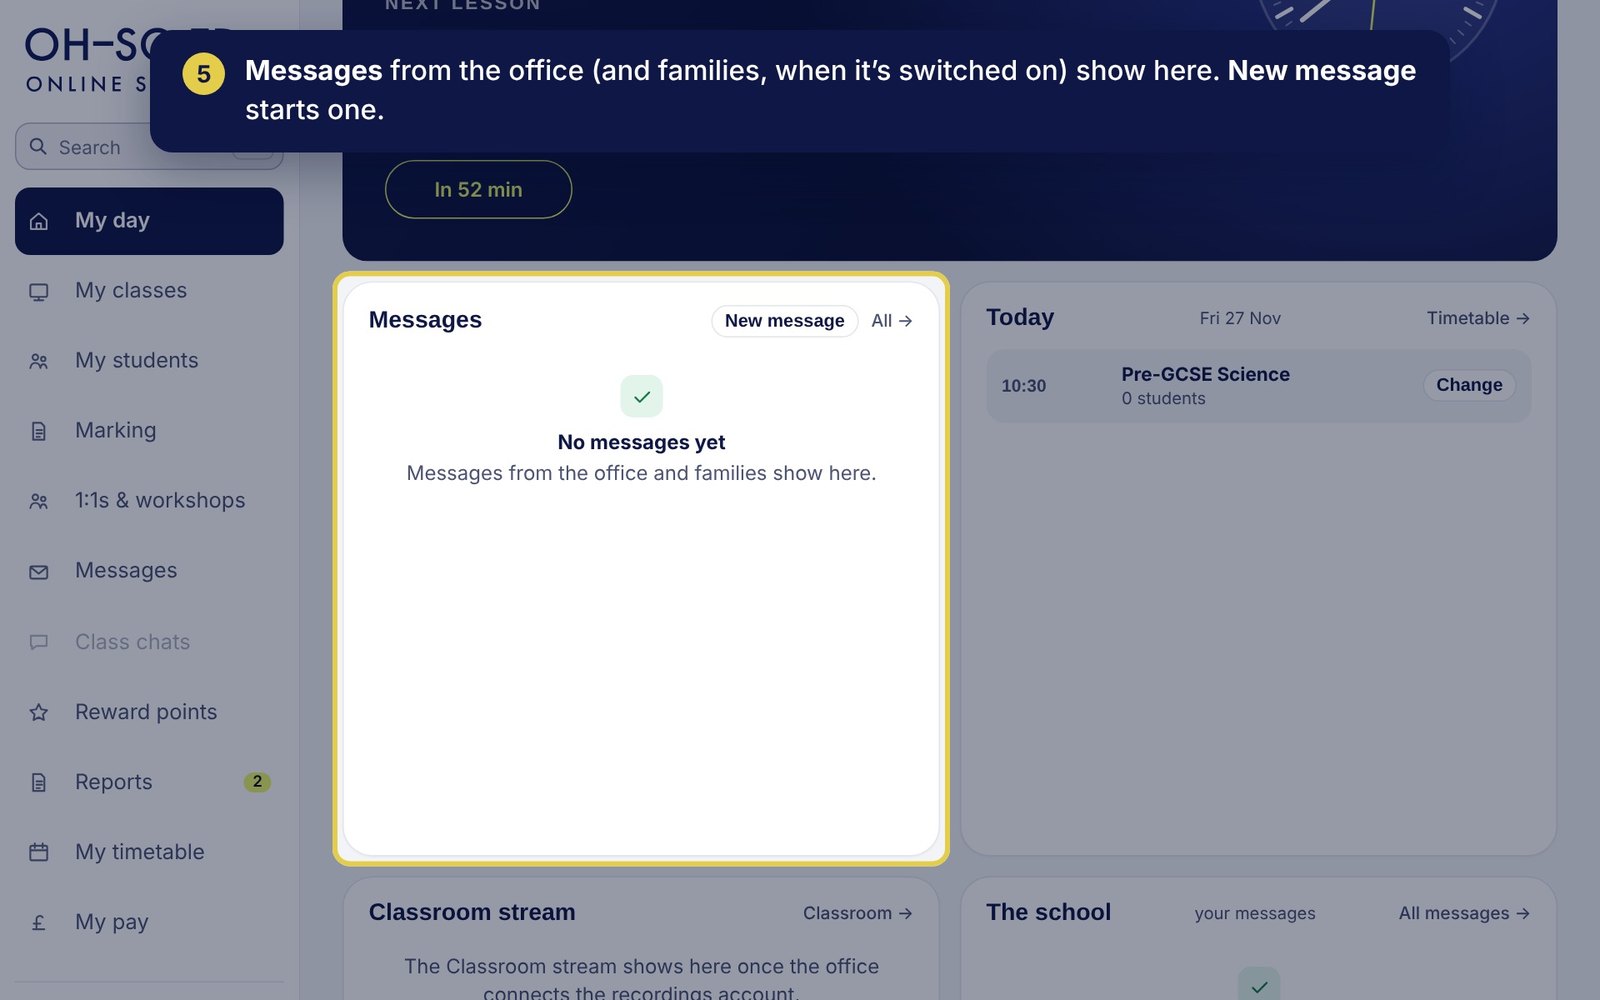 NEXT LESSON
OH-SC
ONLINE S
5
Messages from the office (and families, when it's switched on) show here. New message
starts one.
Search
In 52 min
My day
My classes
My students
Marking
1:1s & workshops
Messages
Class chats
Reward points
Reports
2
My timetable
My pay
Messages
New message
All →
No messages yet
Messages from the office and families show here.
Today
Fri 27 Nov
Timetable →
10:30
Pre-GCSE Science
0 students
Change
Classroom stream
Classroom →
The Classroom stream shows here once the office
connects the recordings account.
The school
your messages
All messages →